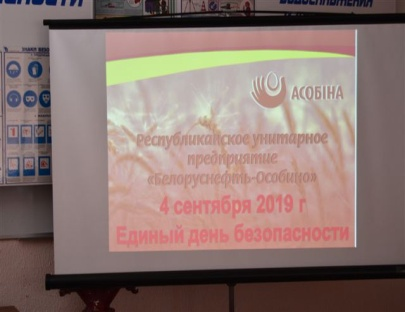 АСОБІНА
Республиканское унитарное
предприятие
«Белоруснефть-Особино»
4 сентября 2019 г
Единый день безопасности